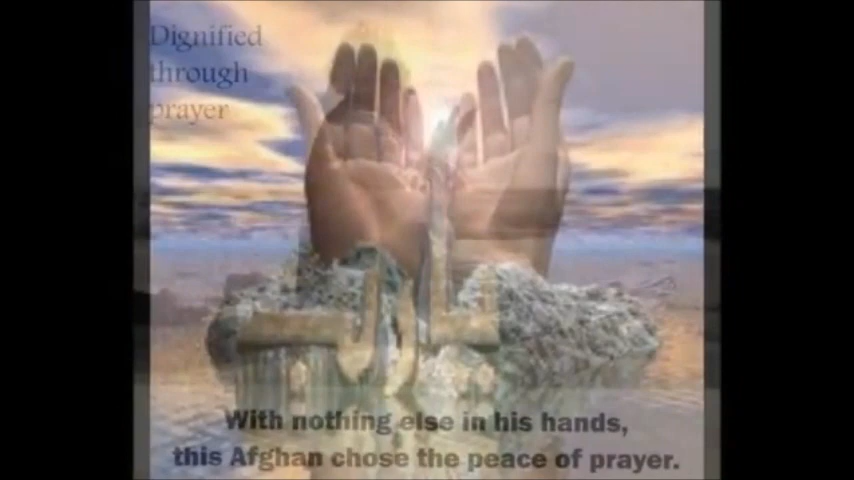 Dignified
through
prayer
With nothing else in his hands,
this Afghan chose the peace of prayer.